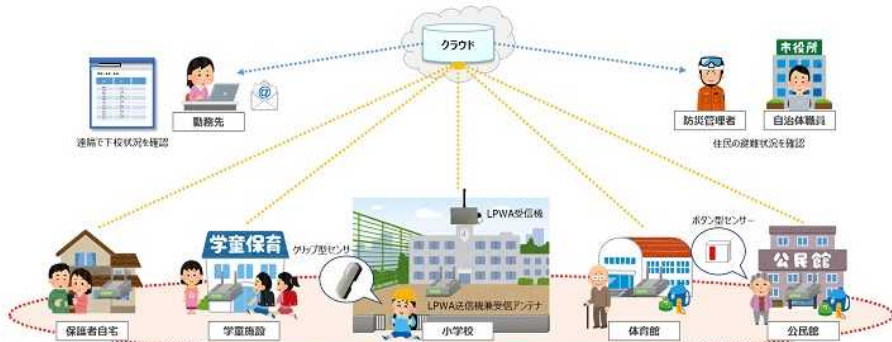 クラウド
市役所
@
勤務先
遠隔で下校状況を確認
防災管理者
自治体職員
住民の避難状況を確認
LPWA受信機
ボタン型センサー
学童保育
クリップ型センサー
公民館
LPWA送信機兼受信アンテナ
保護者自宅
学童施設
小学校
体育館
公民館